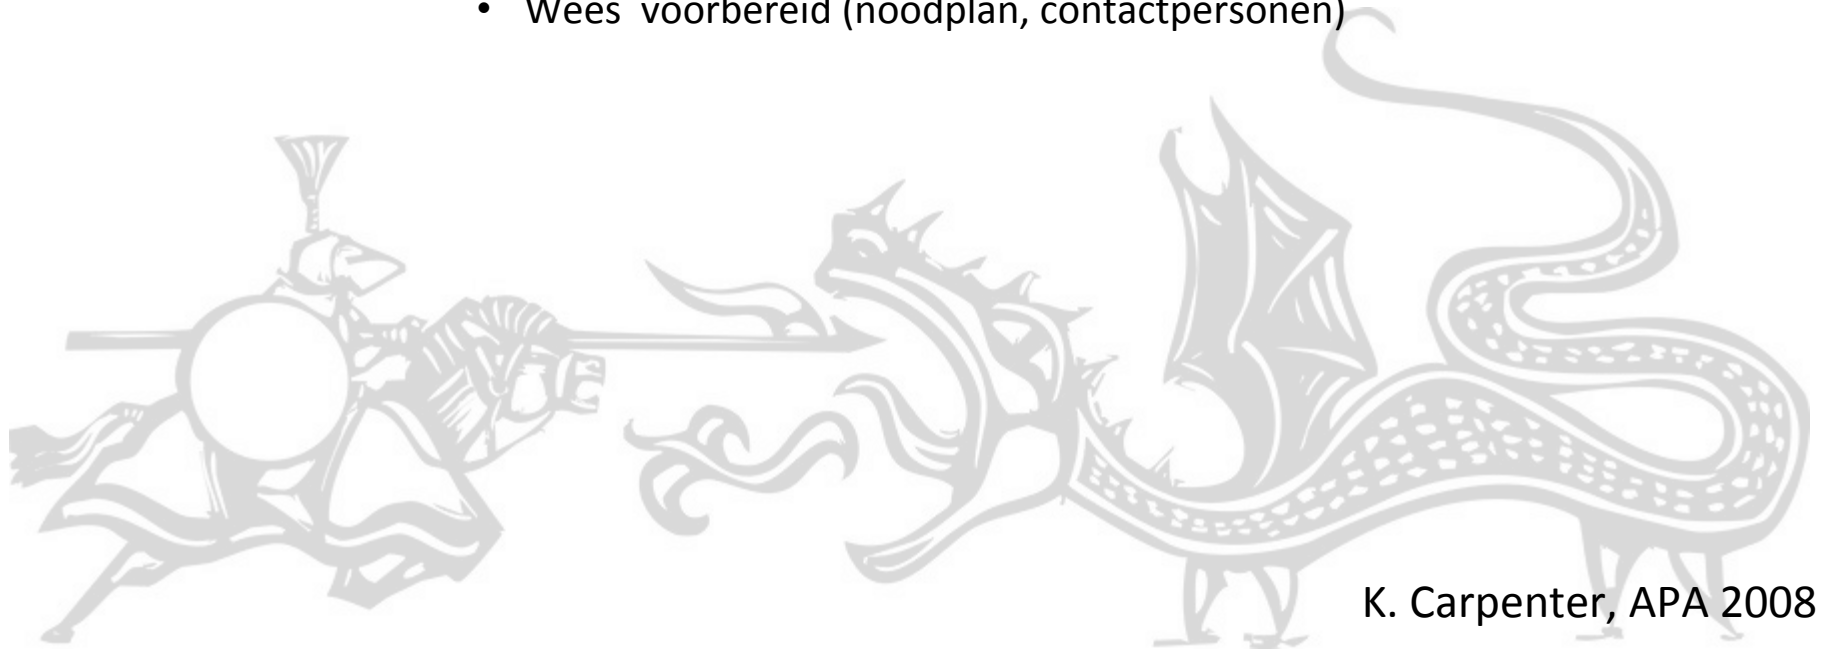 • Wees voorbereid (noodplan, contactpersonen)
K. Carpenter, APA 2008